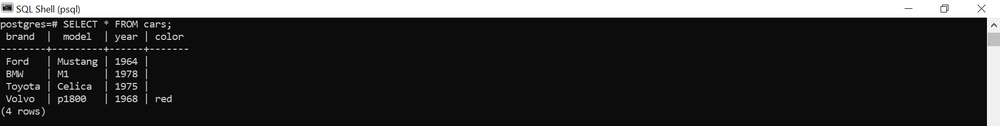 SQL Shell (psql)
postgres=# SELECT * FROM cars;
 brand  |  model  | year | color
--------+---------+------+-------
 Ford   | Mustang | 1964 |
 BMW    | M1      | 1978 |
 Toyota | Celica  | 1975 |
 Volvo  | p1800   | 1968 | red
(4 rows)